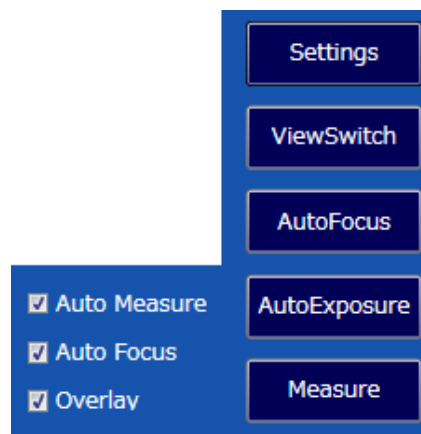 Settings
ViewSwitch
AutoFocus
Auto Measure
AutoExposure
Auto Focus
Measure
Overlay